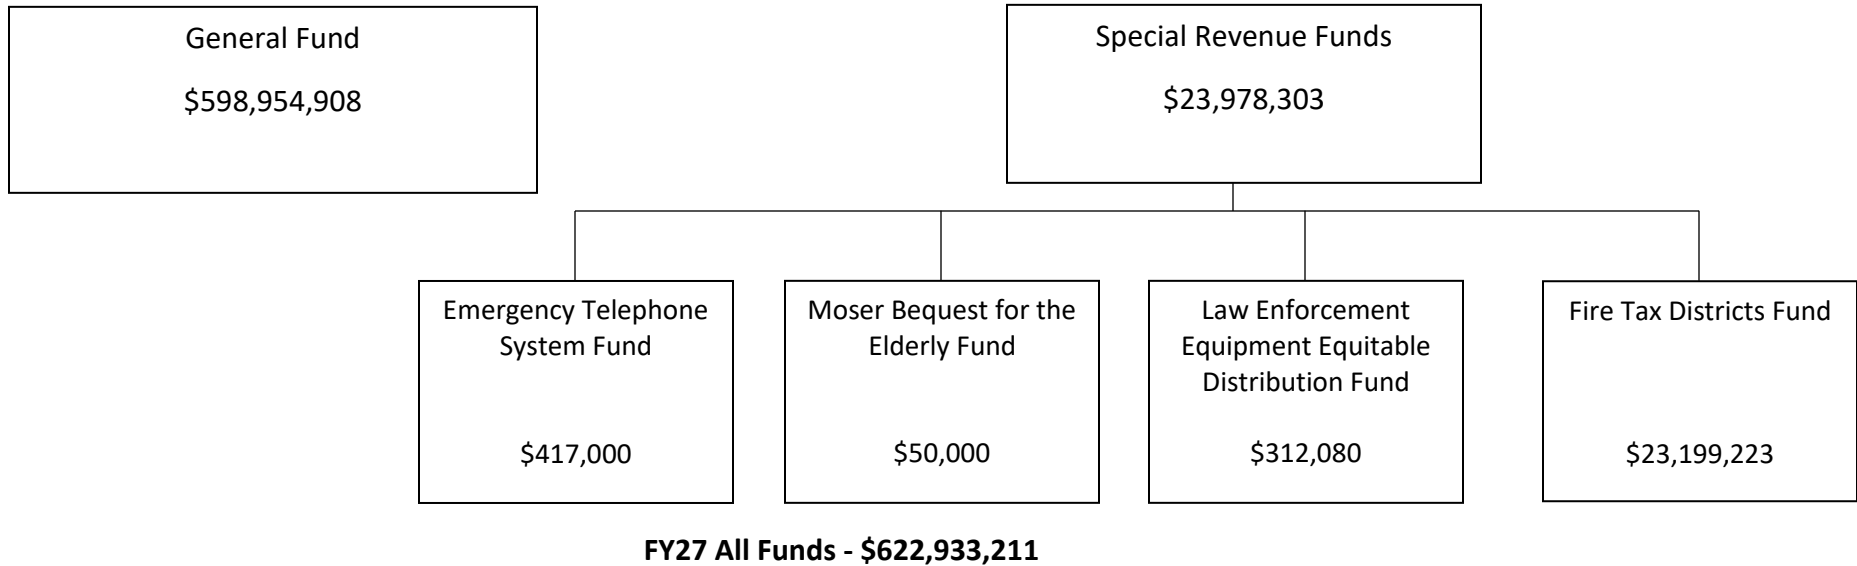 General Fund
$598,954,908
Special Revenue Funds
$23,978,303
Emergency Telephone
System Fund
$417,000
Moser Bequest for the
Elderly Fund
$50,000
Law Enforcement
Equipment Equitable
Distribution Fund
$312,080
Fire Tax Districts Fund
$23,199,223
FY27 All Funds - $622,933,211